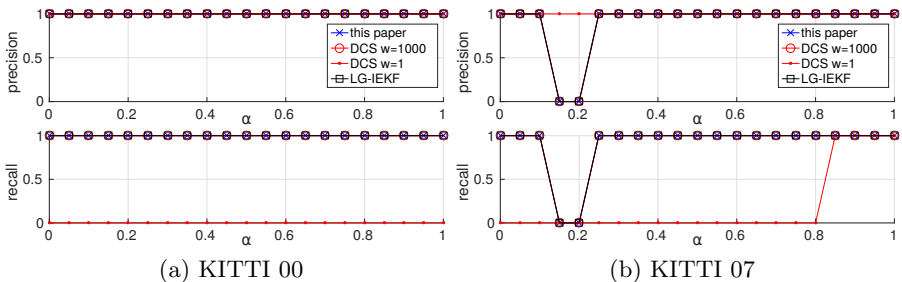 precision
1
0.5
0
this paper
DCS w=1000
DCS w=1
LG-IEKF
0 0.2 0.4 0.6 0.8 1
α
recall
1
0.5
0
0 0.2 0.4 0.6 0.8 1
α
(a) KITTI 00
precision
1
0.5
0
this paper
DCS w=1000
DCS w=1
LG-IEKF
0 0.2 0.4 0.6 0.8 1
α
recall
1
0.5
0
0 0.2 0.4 0.6 0.8 1
α
(b) KITTI 07